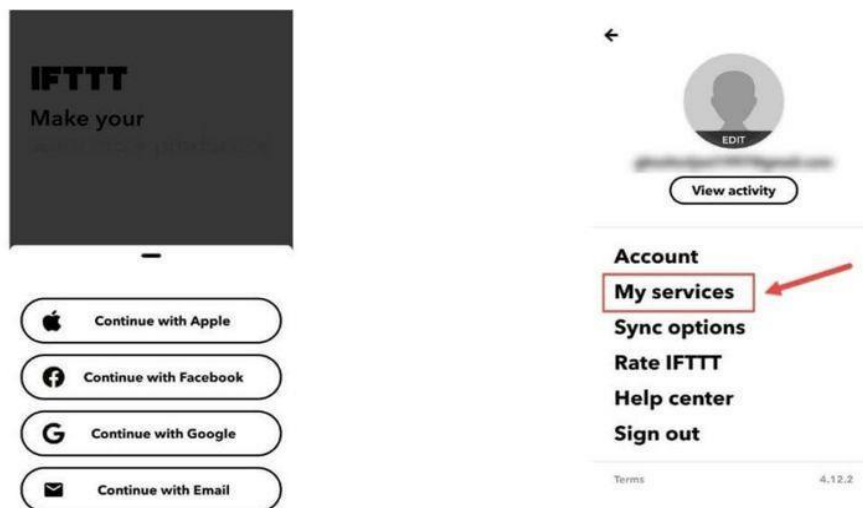 IFTTT
Make your
Continue with Apple
Continue with Facebook
Continue with Google
Continue with Email
EDIT
View activity
Account
My services
Sync options
Rate IFTTT
Help center
Sign out
Terms 4.12.2